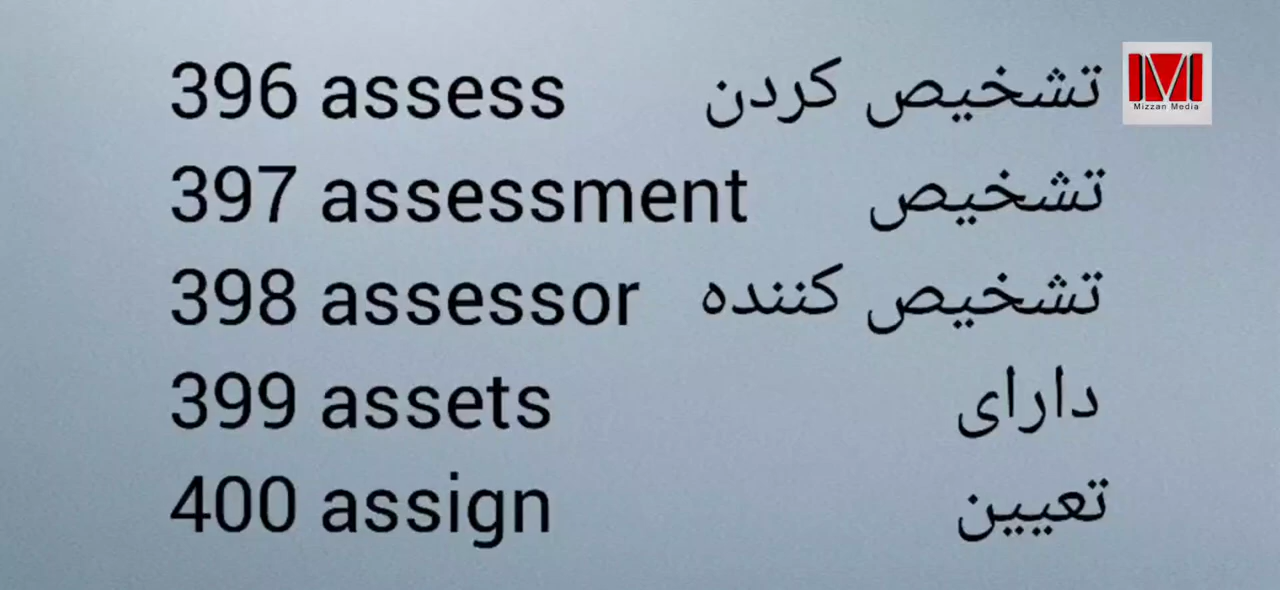 396 assess تشخیص کردن
397 assessment تشخیص
398 assessor تشخیص کننده
399 assets دارای
400 assign تعیین
Mizzan Media